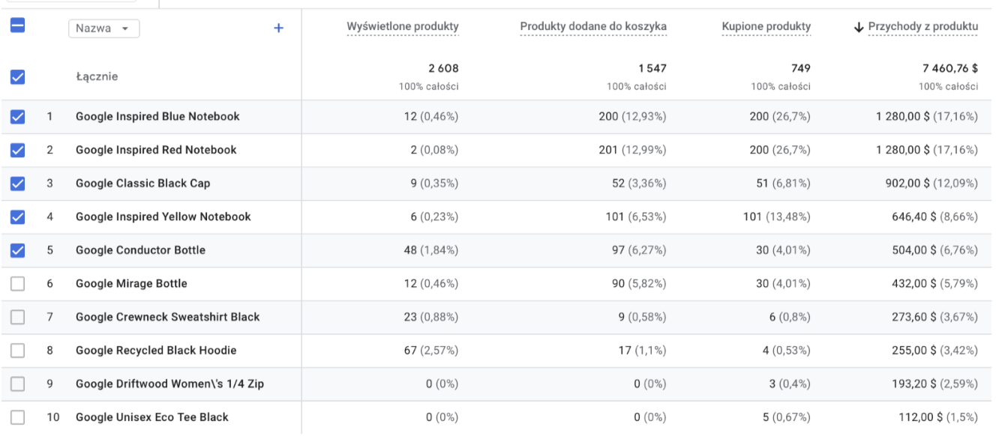 Nazwa + Wyświetlone produkty Produkty dodane do koszyka Kupione produkty ↓ Przychody z produktu
Łącznie 2 608 1 547 749 7 460,76 $
100% całości 100% całości 100% całości 100% całości
1 Google Inspired Blue Notebook 12 (0,46%) 200 (12,93%) 200 (26,7%) 1 280,00 $ (17,16%)
2 Google Inspired Red Notebook 2 (0,08%) 201 (12,99%) 200 (26,7%) 1 280,00 $ (17,16%)
3 Google Classic Black Cap 9 (0,35%) 52 (3,36%) 51 (6,81%) 902,00 $ (12,09%)
4 Google Inspired Yellow Notebook 6 (0,23%) 101 (6,53%) 101 (13,48%) 646,40 $ (8,66%)
5 Google Conductor Bottle 48 (1,84%) 97 (6,27%) 30 (4,01%) 504,00 $ (6,76%)
6 Google Mirage Bottle 12 (0,46%) 90 (5,82%) 30 (4,01%) 432,00 $ (5,79%)
7 Google Crewneck Sweatshirt Black 23 (0,88%) 9 (0,58%) 6 (0,8%) 273,60 $ (3,67%)
8 Google Recycled Black Hoodie 67 (2,57%) 17 (1,1%) 4 (0,53%) 255,00 $ (3,42%)
9 Google Driftwood Women\'s 1/4 Zip 0 (0%) 0 (0%) 3 (0,4%) 193,20 $ (2,59%)
10 Google Unisex Eco Tee Black 0 (0%) 0 (0%) 5 (0,67%) 112,00 $ (1,5%)